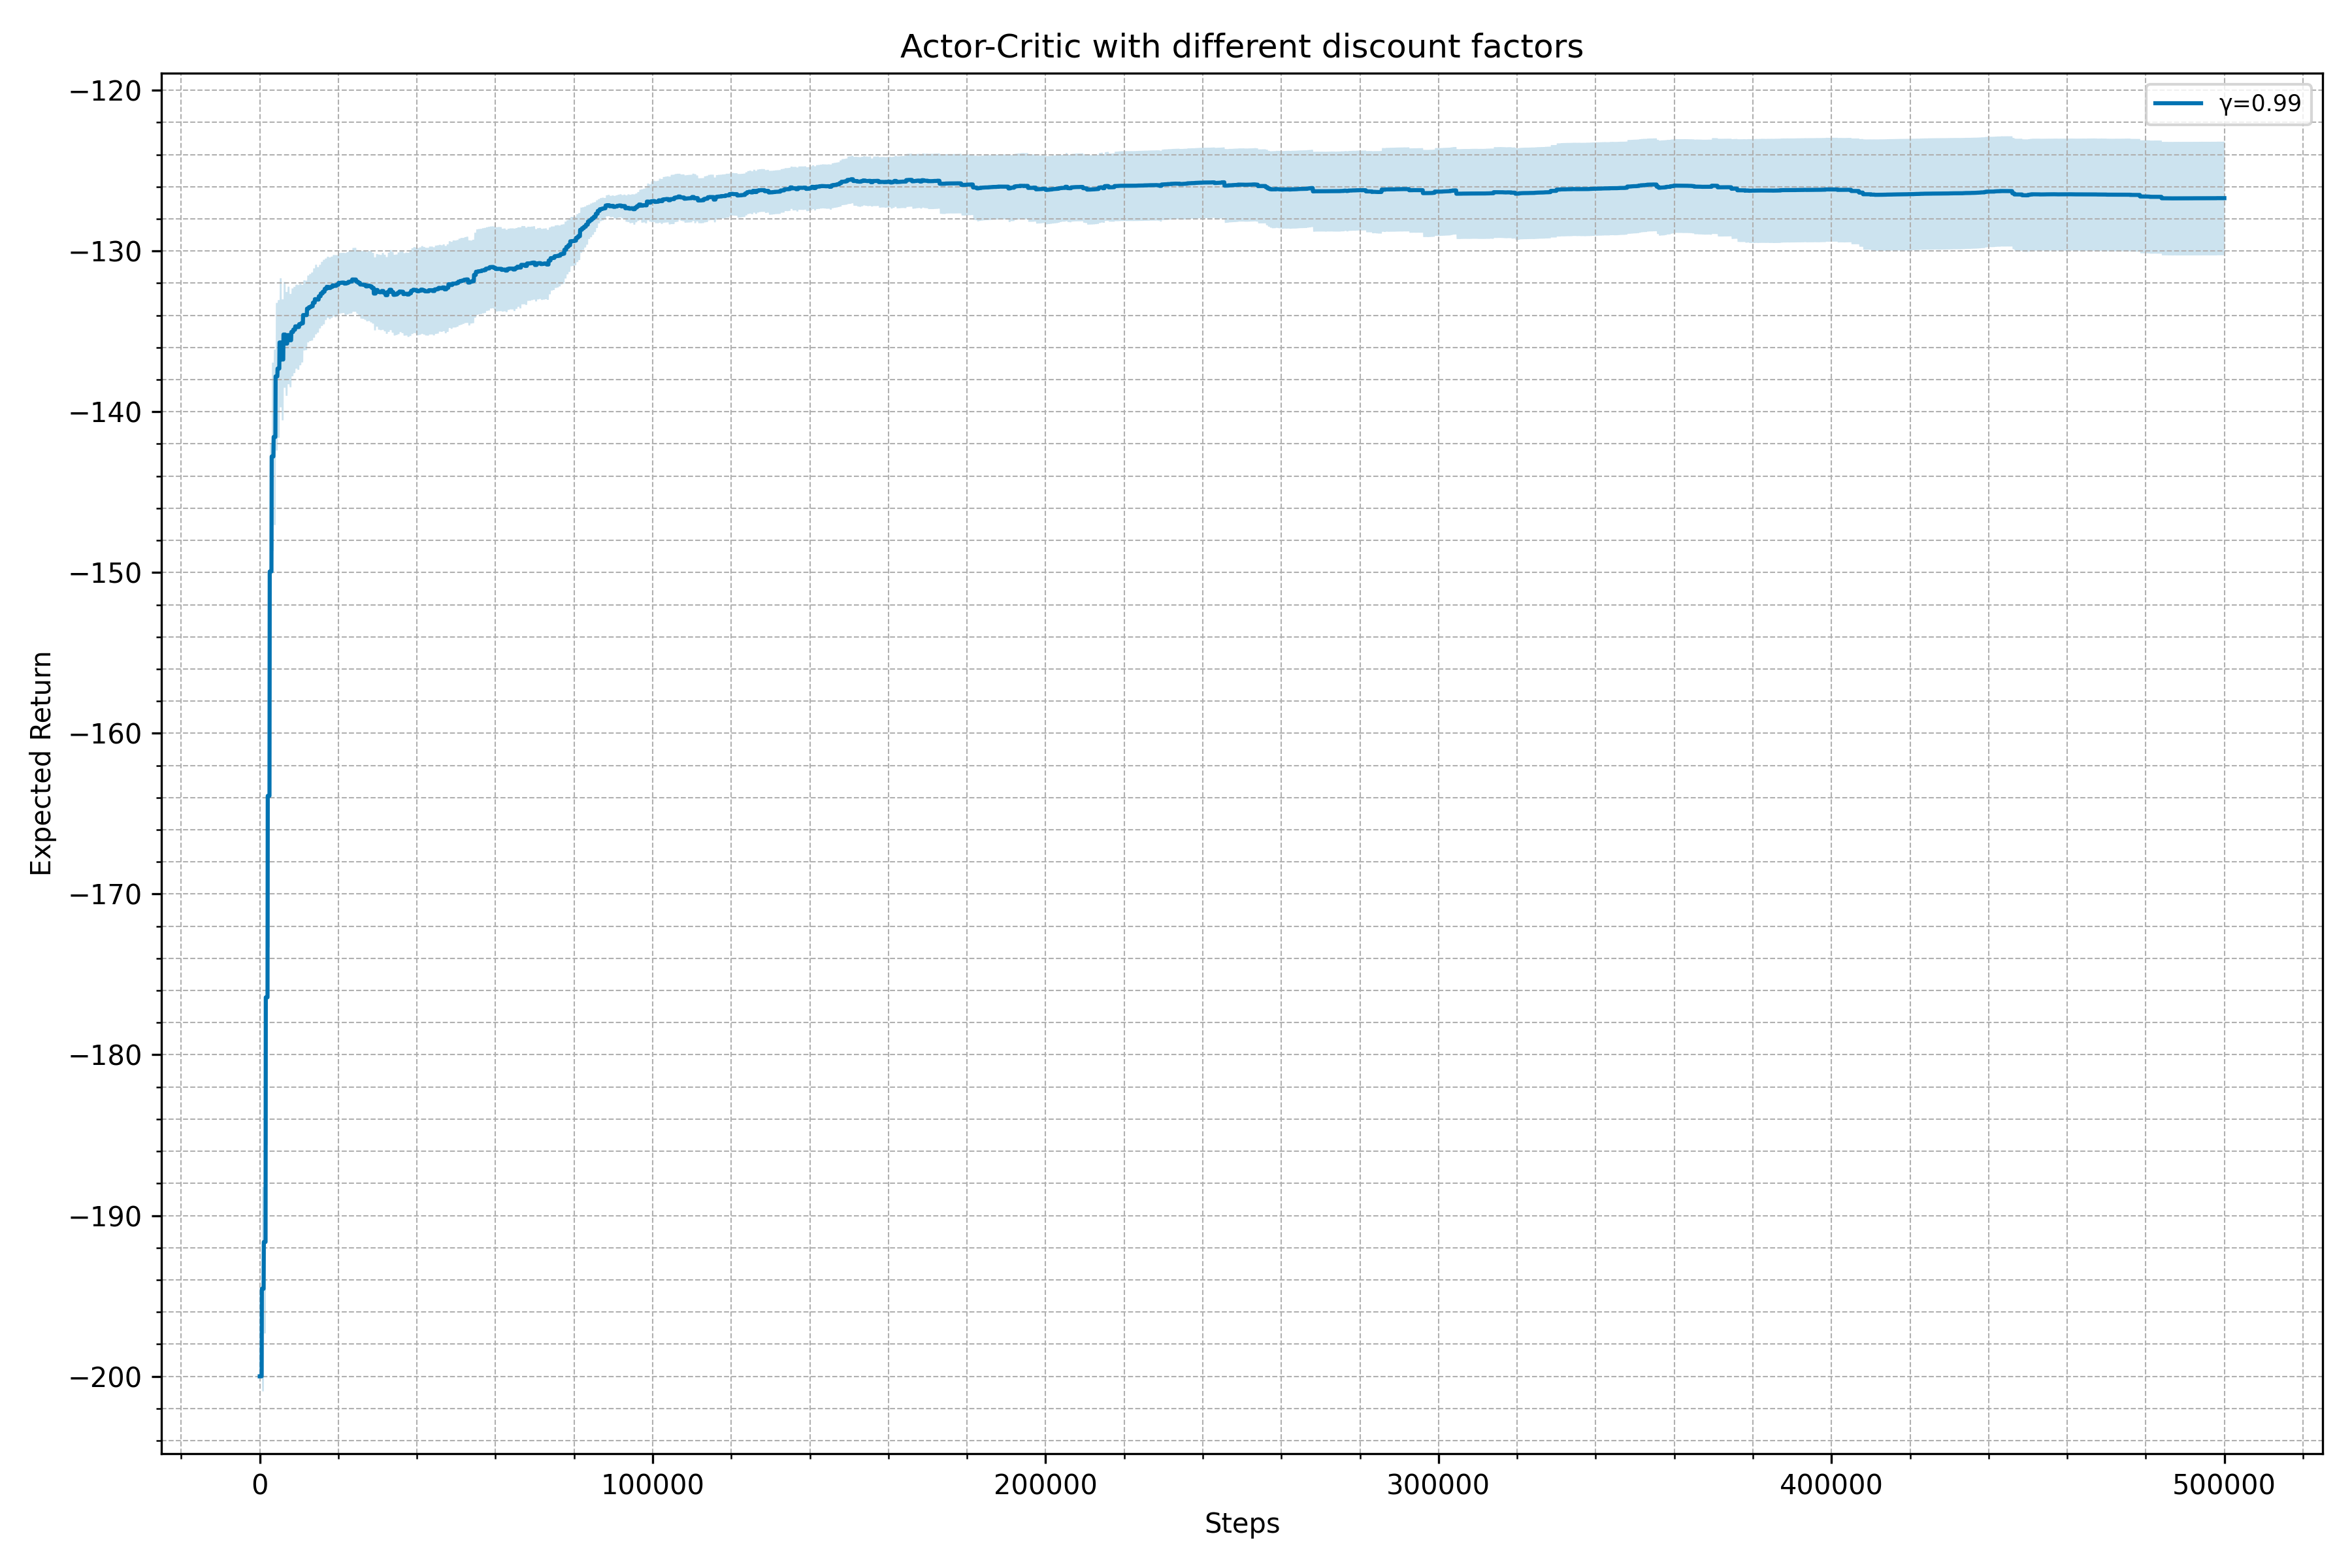 Actor-Critic with different discount factors
γ=0.99
−120
−130
−140
−150
−160
−170
−180
−190
−200
Expected Return
0 100000 200000 300000 400000 500000
Steps